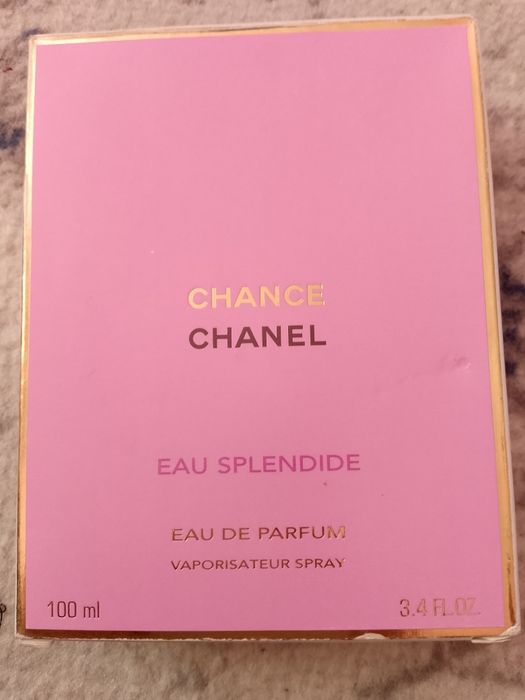 CHANCE
CHANEL
EAU SPLENDIDE
EAU DE PARFUM
VAPORISATEUR SPRAY
100 ml 3.4 FL.OZ.